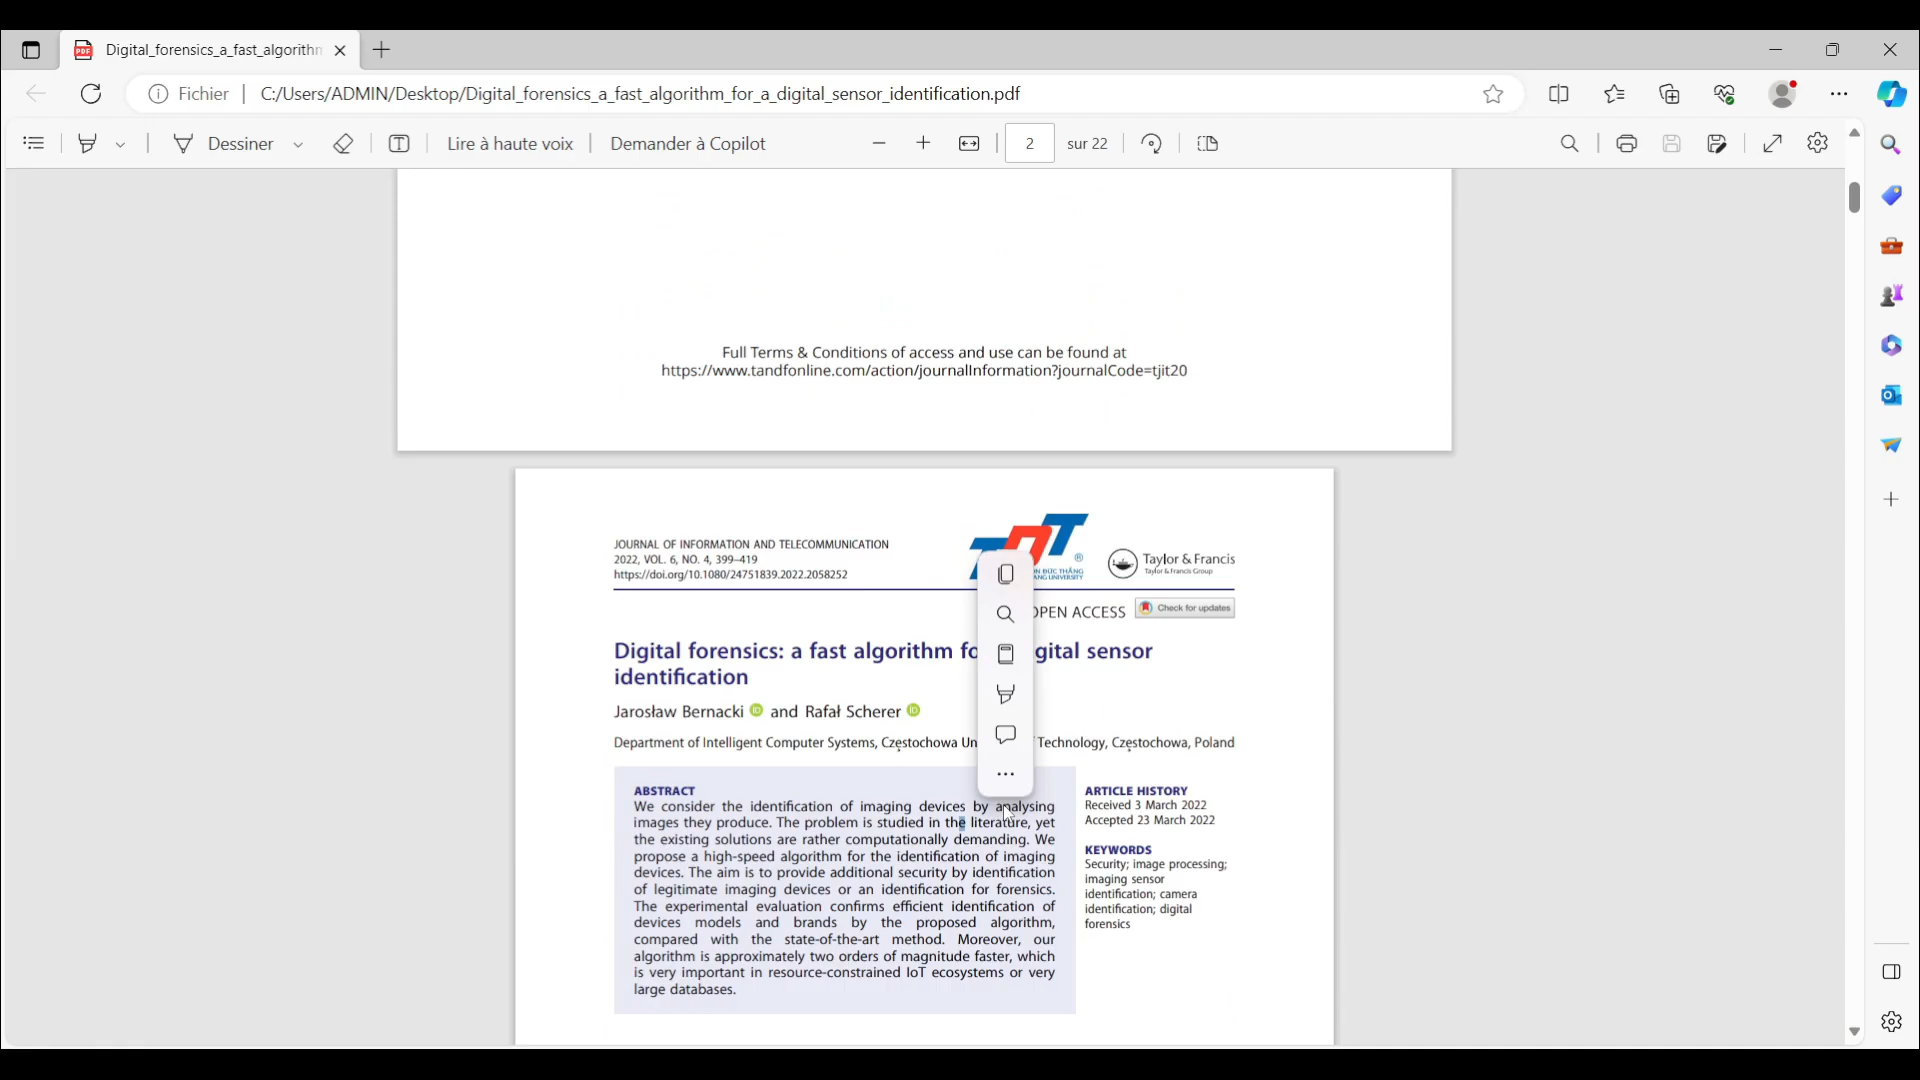 Digital_forensics_a_fast_algorithm
Fichier
C:/Users/ADMIN/Desktop/Digital_forensics_a_fast_algorithm_for_a_digital_sensor_identification.pdf
Dessiner
Lire à haute voix
Demander à Copilot
2 sur 22
Full Terms & Conditions of access and use can be found at
https://www.tandfonline.com/action/journalInformation?journalCode=tjit20
JOURNAL OF INFORMATION AND TELECOMMUNICATION
2022, VOL. 6, NO. 4, 399–419
https://doi.org/10.1080/24751839.2022.2058252
ĐỨC THẮNG
UNIVERSITY
Taylor & Francis
Taylor & Francis Group
OPEN ACCESS
Check for updates
Digital forensics: a fast algorithm fo gital sensor
identification
Jarosław Bernacki and Rafał Scherer
Department of Intelligent Computer Systems, Częstochowa Un Technology, Częstochowa, Poland
ABSTRACT
We consider the identification of imaging devices by analysing
images they produce. The problem is studied in the literature, yet
the existing solutions are rather computationally demanding. We
propose a high-speed algorithm for the identification of imaging
devices. The aim is to provide additional security by identification
of legitimate imaging devices or an identification for forensics.
The experimental evaluation confirms efficient identification of
devices models and brands by the proposed algorithm,
compared with the state-of-the-art method. Moreover, our
algorithm is approximately two orders of magnitude faster, which
is very important in resource-constrained IoT ecosystems or very
large databases.
ARTICLE HISTORY
Received 3 March 2022
Accepted 23 March 2022
KEYWORDS
Security; image processing;
imaging sensor
identification; camera
identification; digital
forensics